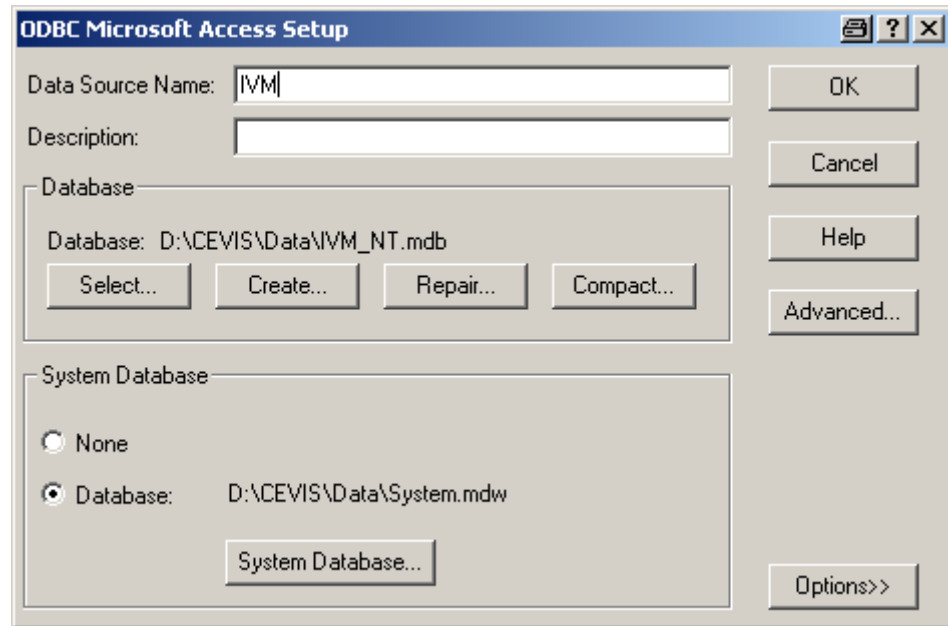 ODBC Microsoft Access Setup
Data Source Name: IVM
OK
Description:
Cancel
Database
Database: D:\CEVIS\Data\IVM_NT.mdb
Help
Select... Create... Repair... Compact...
Advanced...
System Database
None
Database: D:\CEVIS\Data\System.mdw
System Database...
Options>>